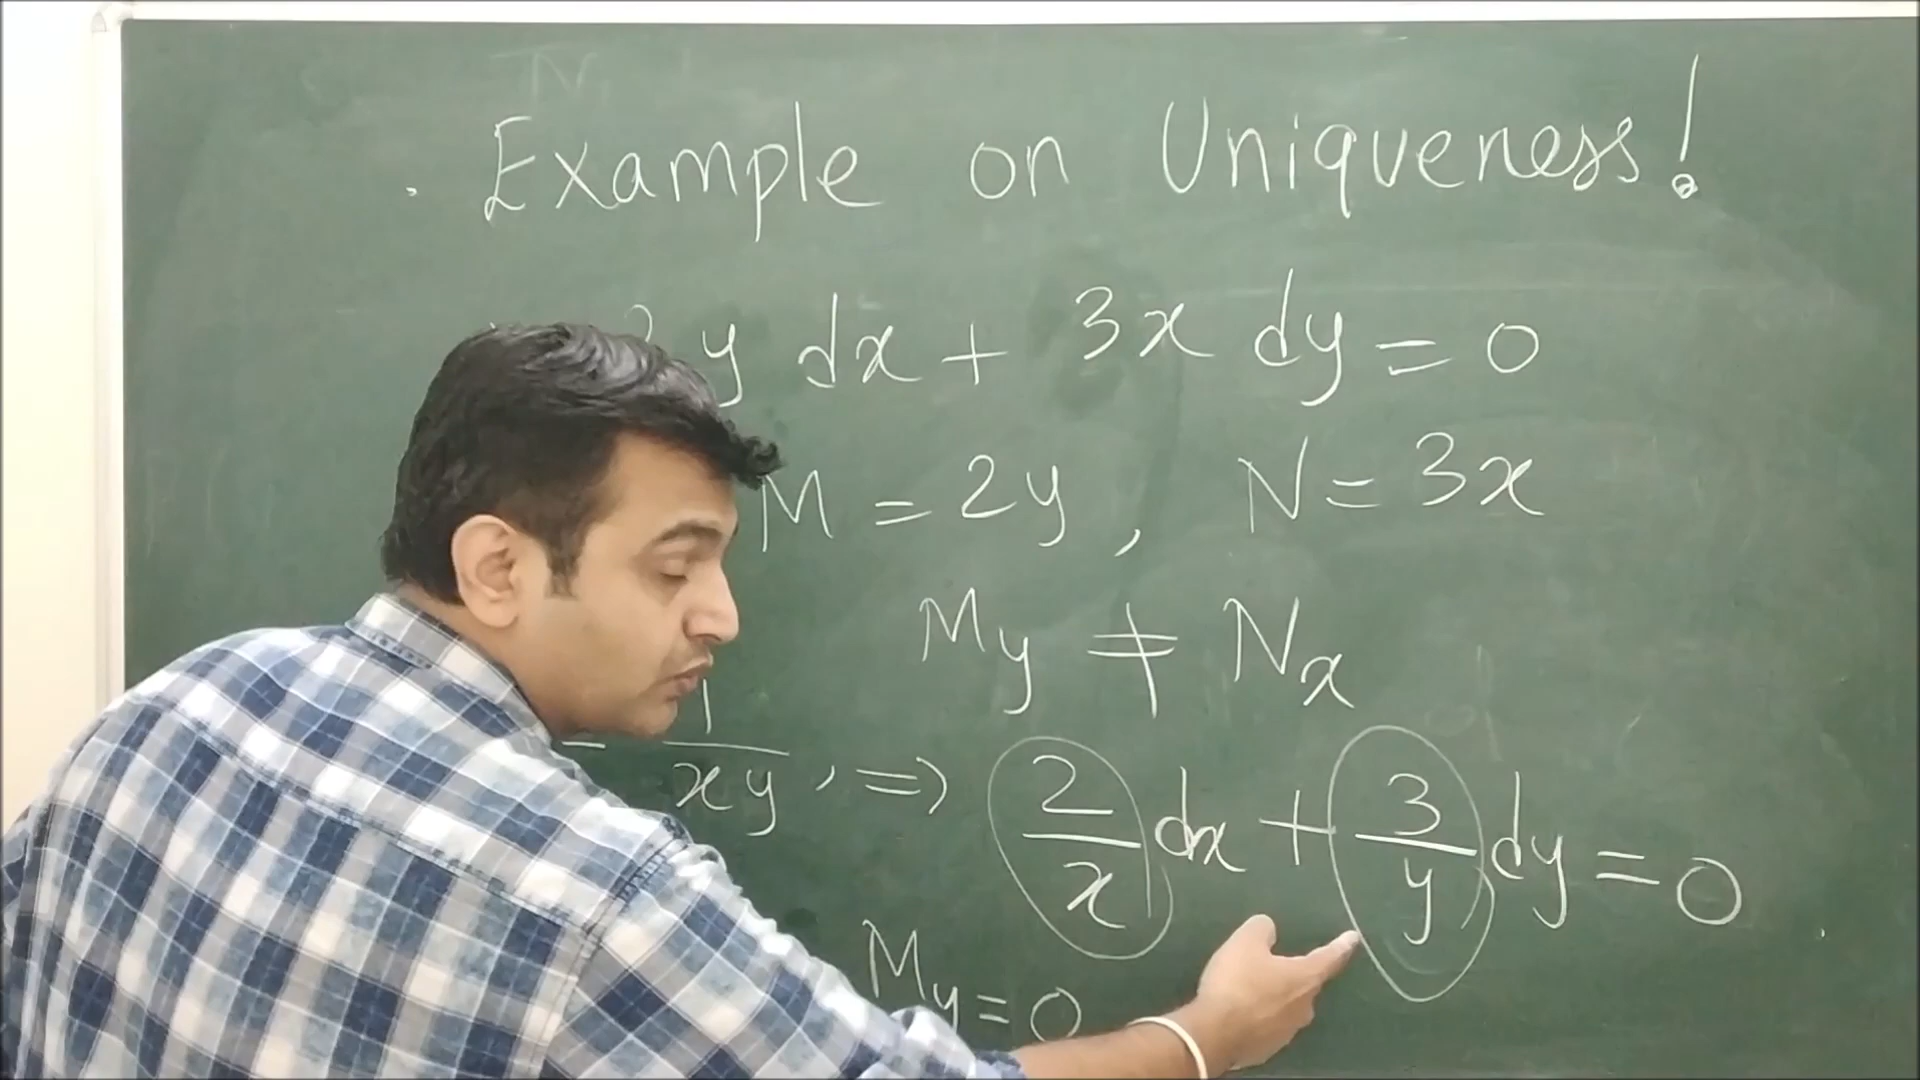 Example on Uniqueness!
y dx + 3x dy = 0
M = 2y, N = 3x
My ≠ Nx
= 1/xy, ⇒ 2/x dx + 3/y dy = 0
My = 0